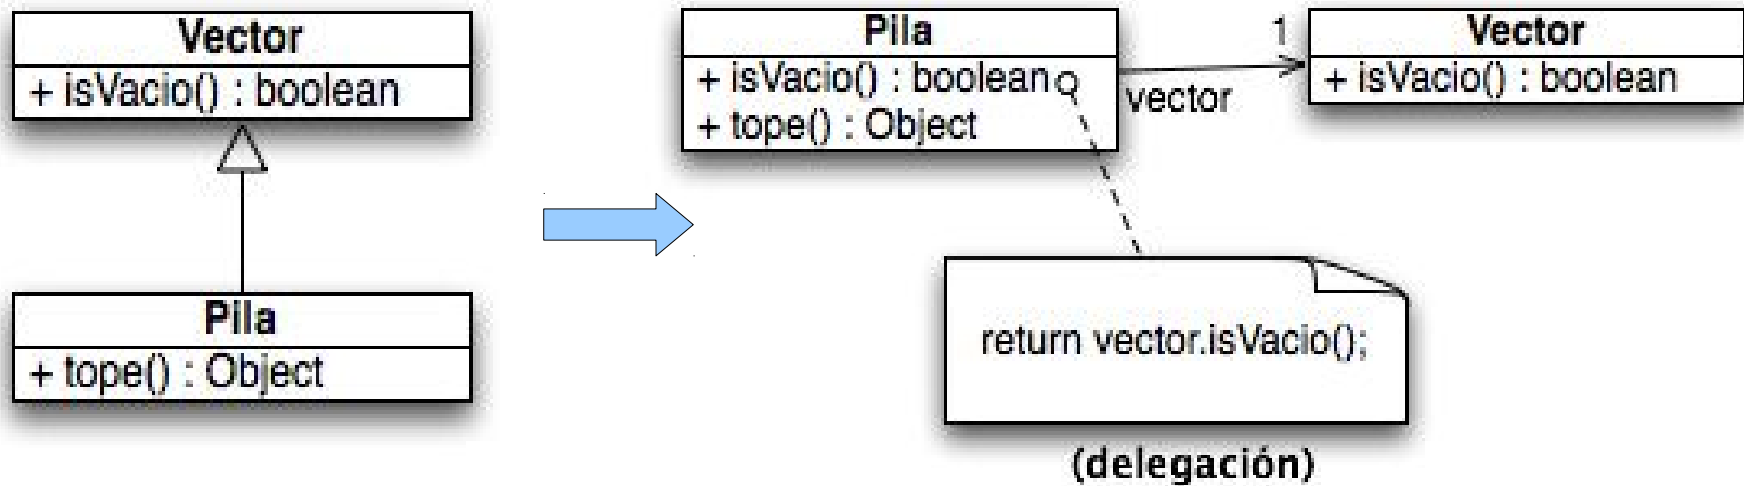 Vector
+ isVacio() : boolean
Pila
+ tope() : Object
Pila
+ isVacio() : boolean
+ tope() : Object
1
vector
Vector
+ isVacio() : boolean
return vector.isVacio();
(delegación)